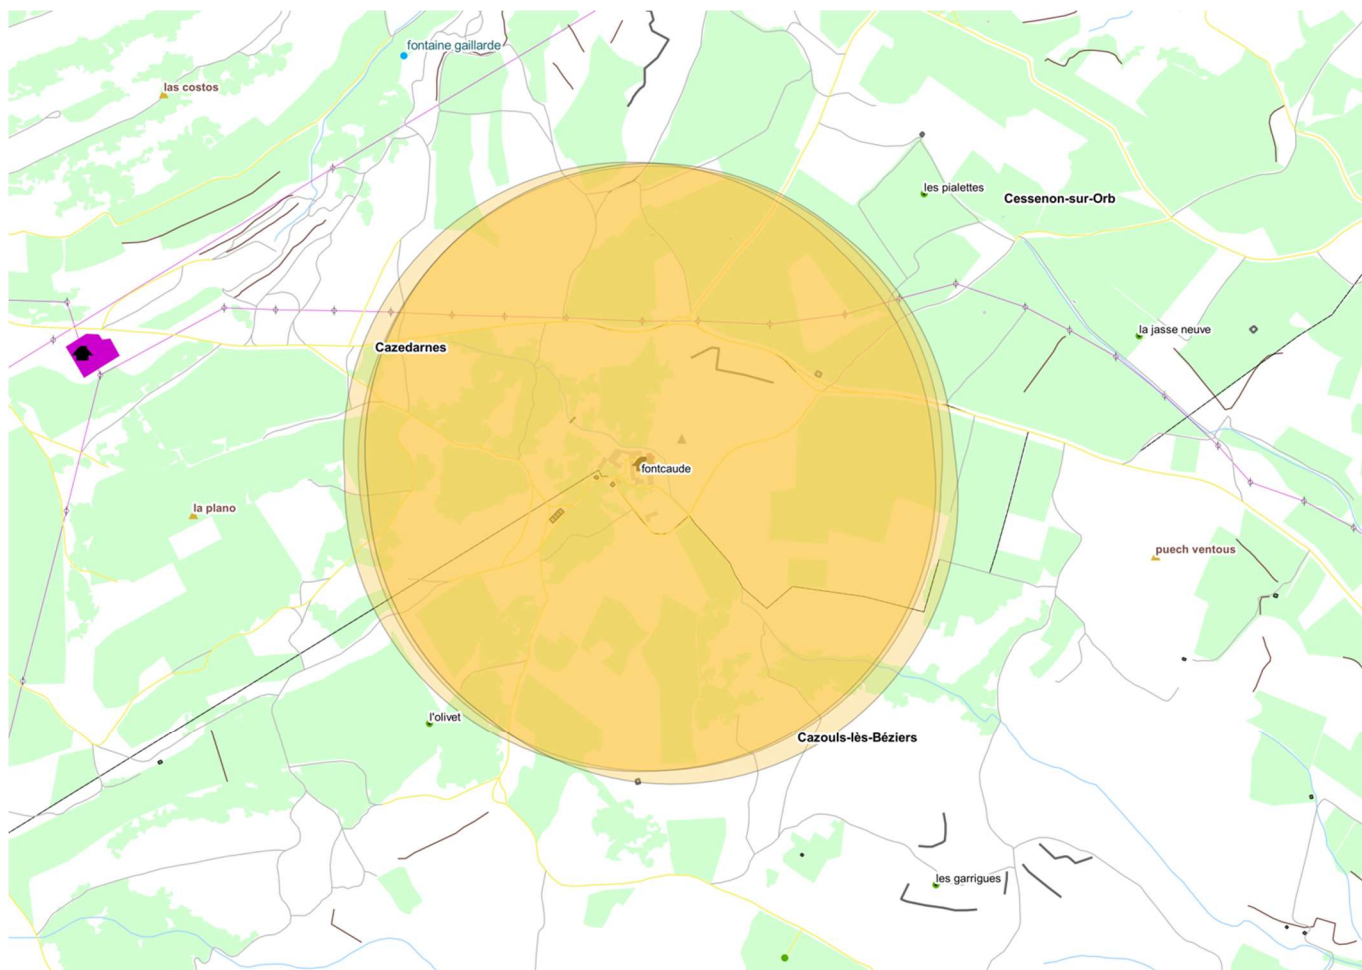 fontaine gaillarde
las costos
les pialettes
Cessenon-sur-Orb
la jasse neuve
Cazedarnes
fontcaude
la plano
puech ventous
l'olivet
Cazouls-lès-Béziers
les garrigues